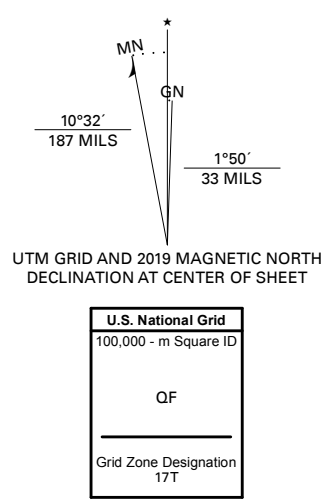 MN
GN
10°32´
187 MILS
1°50´
33 MILS
UTM GRID AND 2019 MAGNETIC NORTH
DECLINATION AT CENTER OF SHEET
U.S. National Grid
100,000 - m Square ID
QF
Grid Zone Designation
17T